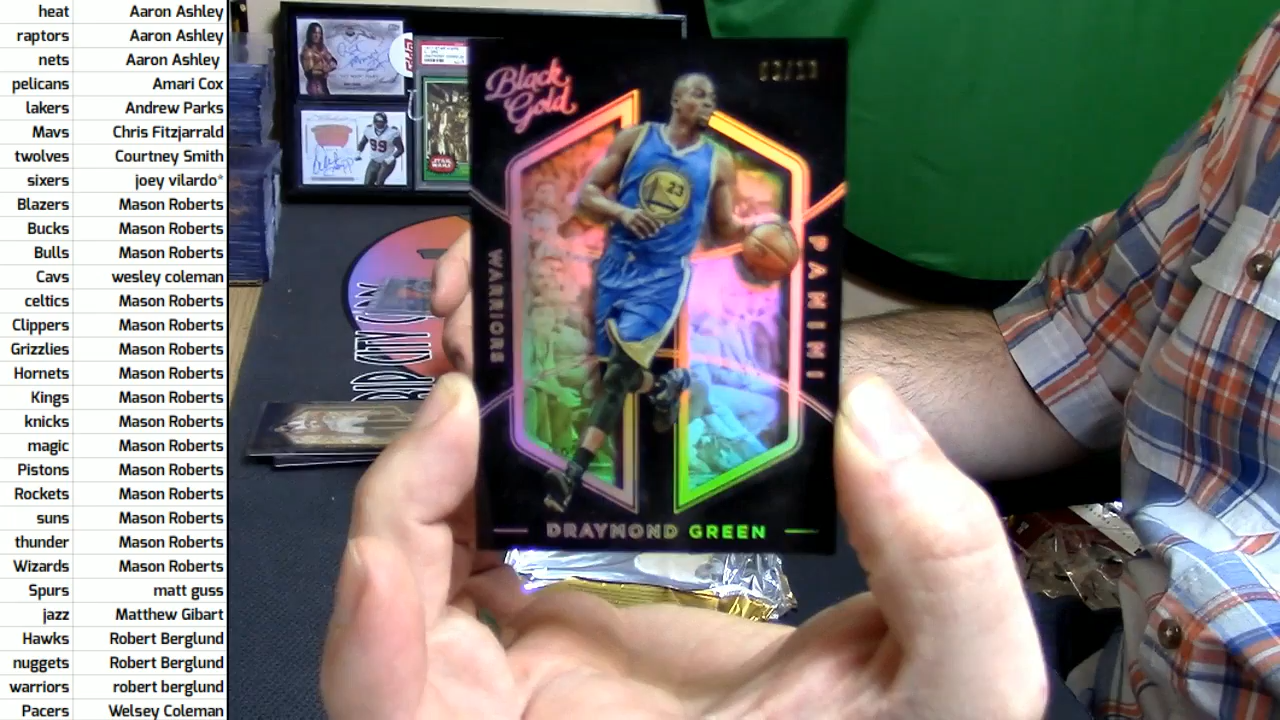 heat Aaron Ashley
raptors Aaron Ashley
nets Aaron Ashley
pelicans Amari Cox
lakers Andrew Parks
Mavs Chris Fitzjarrald
twolves Courtney Smith
sixers joey vilardo*
Blazers Mason Roberts
Bucks Mason Roberts
Bulls Mason Roberts
Cavs wesley coleman
celtics Mason Roberts
Clippers Mason Roberts
Grizzlies Mason Roberts
Hornets Mason Roberts
Kings Mason Roberts
knicks Mason Roberts
magic Mason Roberts
Pistons Mason Roberts
Rockets Mason Roberts
suns Mason Roberts
thunder Mason Roberts
Wizards Mason Roberts
Spurs matt guss
jazz Matthew Gibart
Hawks Robert Berglund
nuggets Robert Berglund
warriors robert berglund
Pacers Welsey Coleman
Black
Gold
WARRIORS
23
PANINI
DRAYMOND GREEN
99
STAR
WARS
RIP CITY